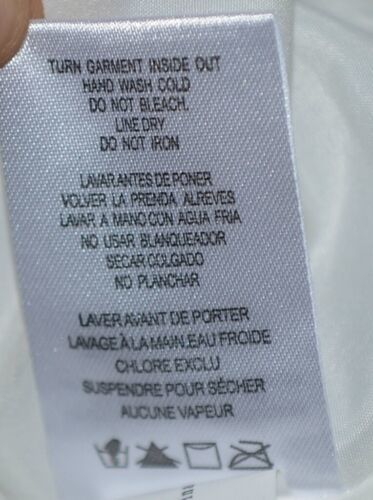 TURN GARMENT INSIDE OUT
HAND WASH COLD
DO NOT BLEACH.
LINE DRY
DO NOT IRON
LAVAR ANTES DE PONER
VOLVER LA PRENDA ALREVES
LAVAR A MANO CON AGUA FRIA
NO USAR BLANQUEADOR
SECAR COLGADO
NO PLANCHAR
LAVER AVANT DE PORTER
LAVAGE À LA MAIN.EAU FROIDE
CHLORE EXCLU
SUSPENDRE POUR SÈCHER
AUCUNE VAPEUR